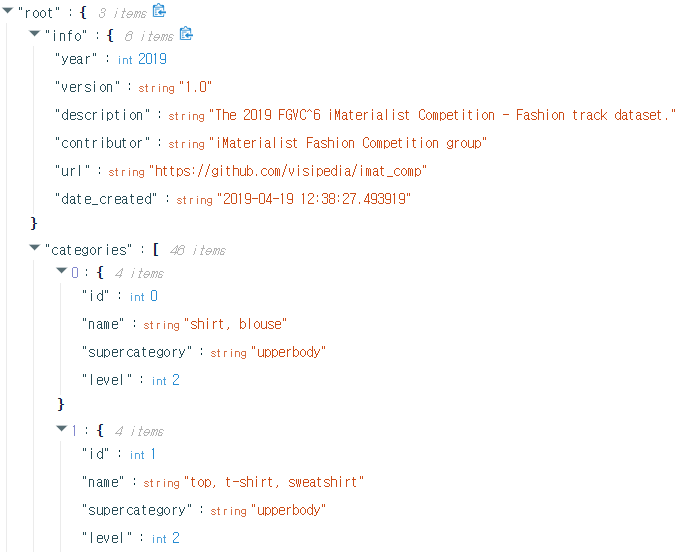 "root" : { 3 items
"info" : { 6 items
"year" : int 2019
"version" : string "1.0"
"description" : string "The 2019 FGVC^6 iMaterialist Competition - Fashion track dataset."
"contributor" : string "iMaterialist Fashion Competition group"
"url" : string "https://github.com/visipedia/imat_comp"
"date_created" : string "2019-04-19 12:38:27.493919"
}
"categories" : [ 46 items
0 : { 4 items
"id" : int 0
"name" : string "shirt, blouse"
"supercategory" : string "upperbody"
"level" : int 2
}
1 : { 4 items
"id" : int 1
"name" : string "top, t-shirt, sweatshirt"
"supercategory" : string "upperbody"
"level" : int 2